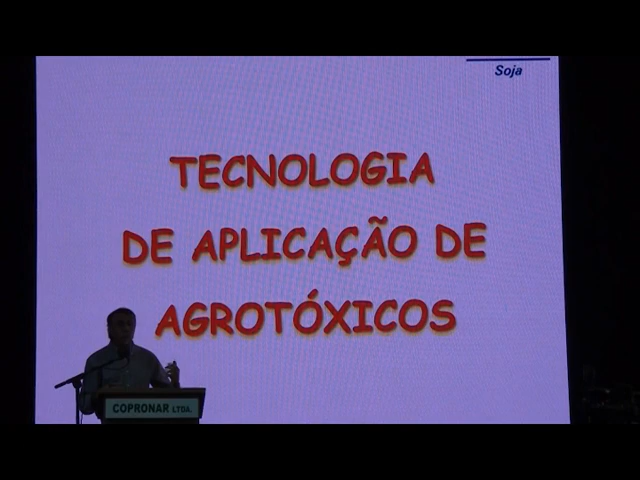 Soja
TECNOLOGIA
DE APLICAÇÃO DE
AGROTÓXICOS
COPRONAR LTDA.